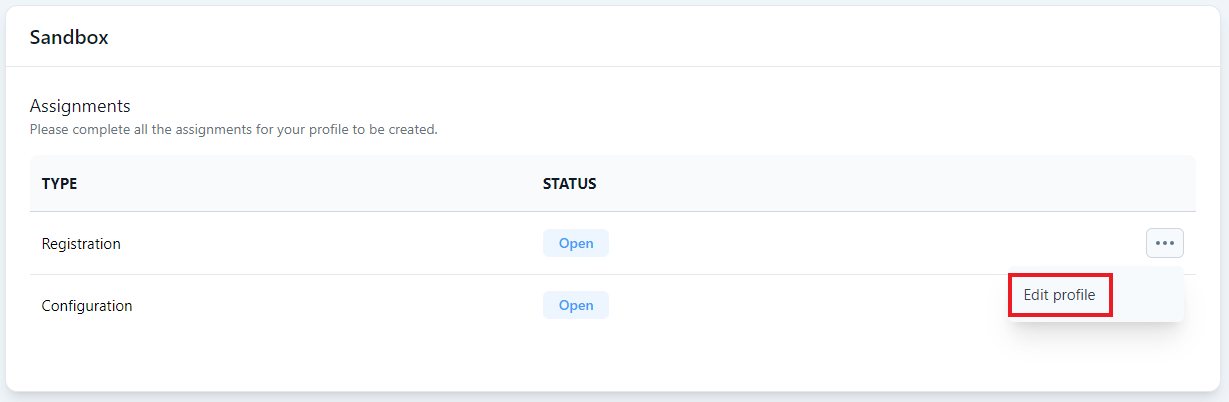 Sandbox
Assignments
Please complete all the assignments for your profile to be created.
TYPE STATUS
Registration Open
Edit profile
Configuration Open